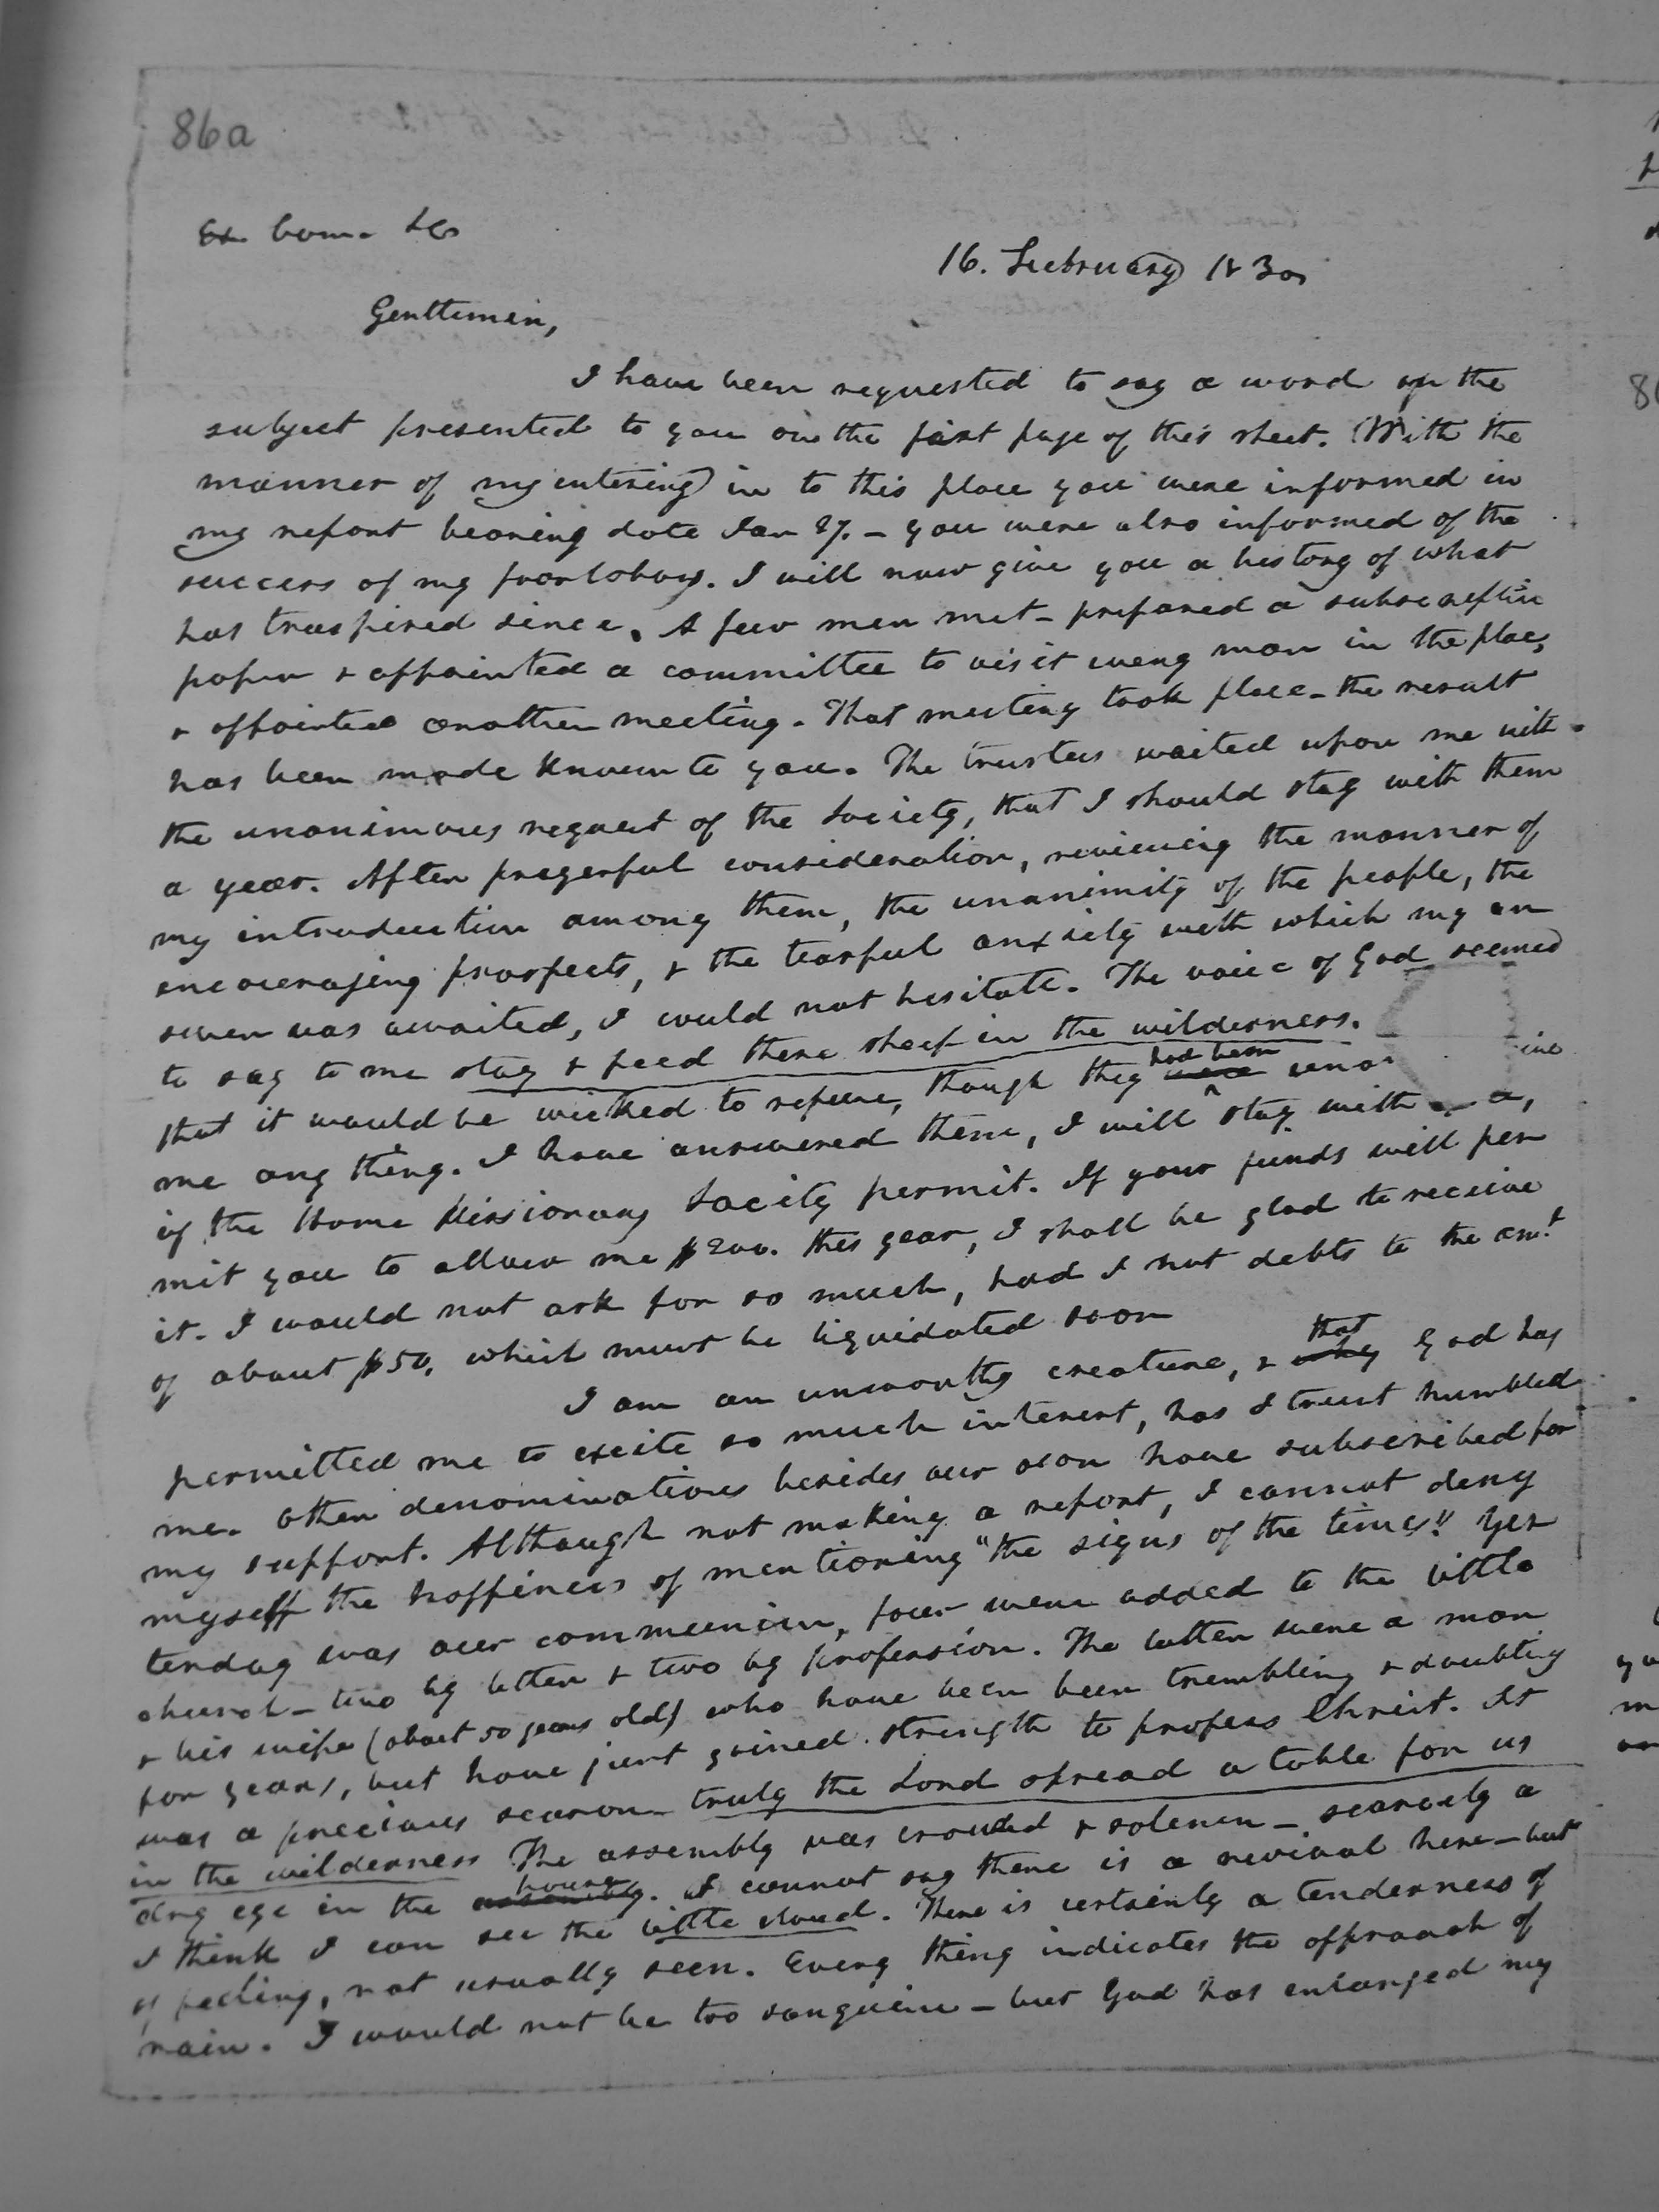 86a
Ex. Com. &c
16. Feebruary 1830
Gentlemen,
I have been requested to say a word on the
subject presented to you on the first page of this sheet. With the
manner of my entering in to this place you were informed in
my report bearing date Jan 27. – you were also informed of the
success of my poor labors. I will now give you a history of what
has traspired since. A few men met – prepared a subscription
paper & appointed a committee to visit every man in the place,
& appointed another meeting. That meeting took place – the result
has been made known to you. The trustees waited upon me with
the unanimous request of the Society, that I should stay with them
a year. After prayerful consideration, reviewing the manner of
my introduction among them, the unanimity of the people, the
encouraging prospects, & the tearful anxiety with which my an
swer was awaited, I could not hesitate. The voice of God seemed
to say to me stay & feed these sheep in the wilderness.
that it would be wicked to refuse, though they had been
me any thing. I have answered them, I will stay with
if the Home Missionary Socity permit. If your funds will per
mit you to allow me $200. this year, I shall be glad to receive
it. I would not ask for so much, had I not debts to the amt
of about $50, which must be liquidated soon
I am an unworthy creature, & that God has
permitted me to excite so much interest, has I trust humbled
me. Other denominations besides our own have subscribed for
my support. Although not making a report, I cannot deny
myself the happiness of mentioning "the signs of the times". Yes
terday was our communion, four were added to the little
church – two by letter & two by profession. The latter were a man
& his wife (about 50 years old) who have been been trembling & doubting
for years, but have just gained strength to profess Christ. It
was a precious season – truly the Lord spread a table for us
in the wilderness The assembly was crowded & solemn – scarcely a
dry eye in the assembly house. I cannot say there is a revival here – but
I think I can see the little cloud. There is certainly a tenderness of
of feeling, not usually seen. Every thing indicates the approach of
rain. I would not be too sanguine – but God has enlarged my